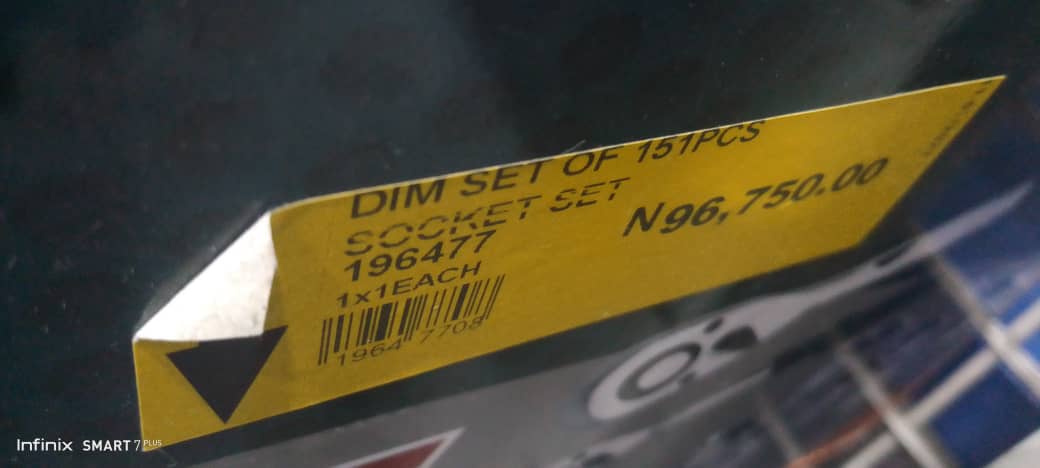 DIM SET OF 151PCS
SOCKET SET
N96,750.00
196477
1x1EACH
1964 7708
Infinix SMART 7 PLUS